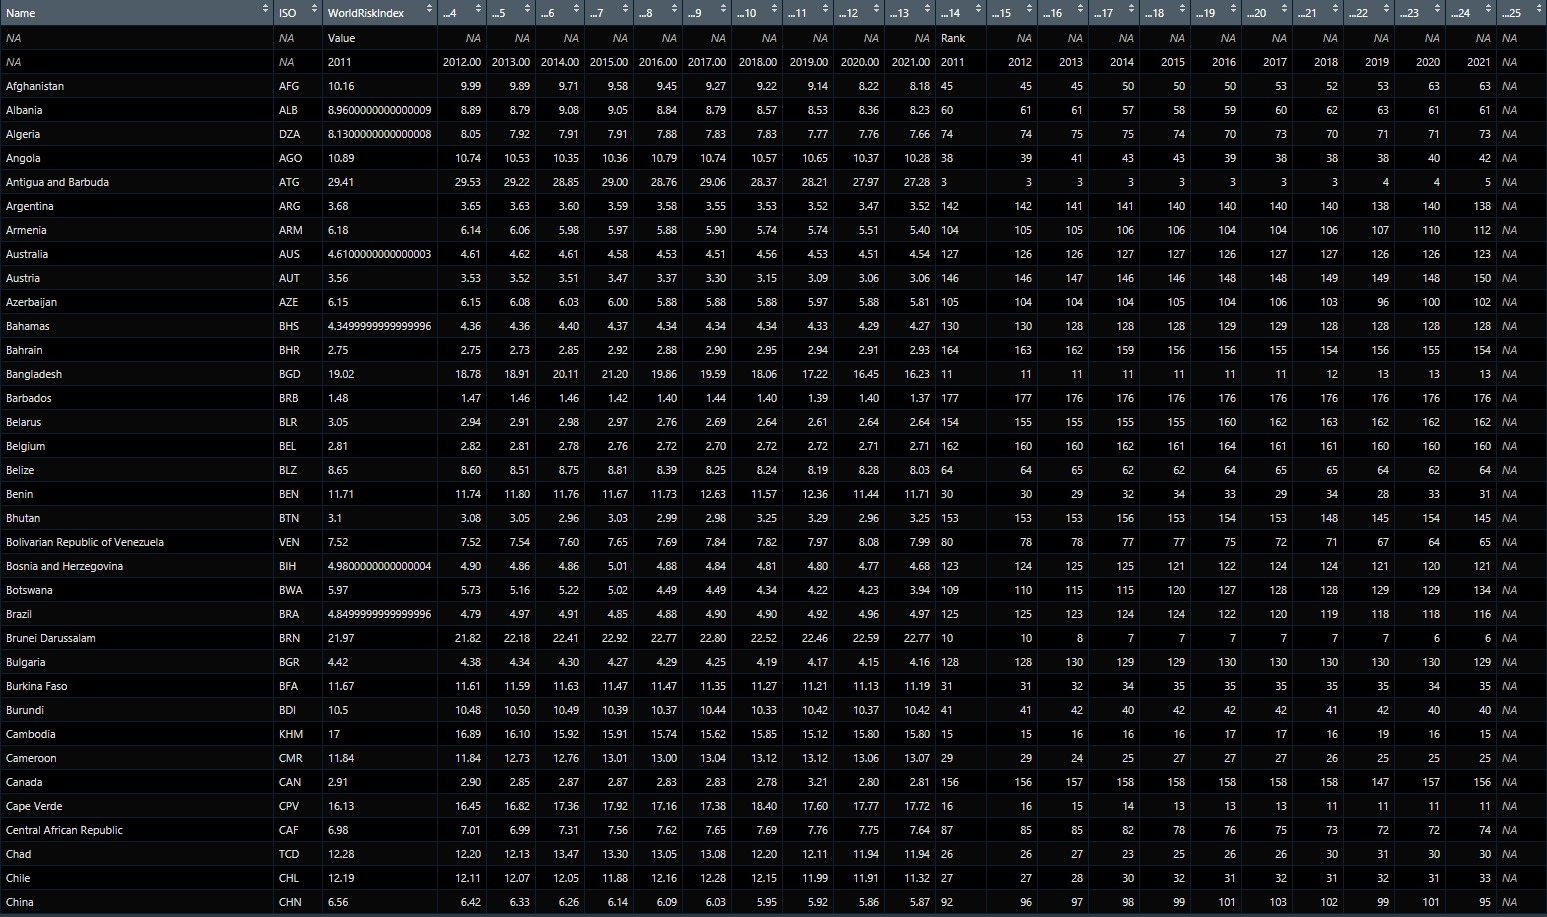 Name ISO WorldRiskIndex ...4 ...5 ...6 ...7 ...8 ...9 ...10 ...11 ...12 ...13 ...14 ...15 ...16 ...17 ...18 ...19 ...20 ...21 ...22 ...23 ...24 ...25
NA NA Value NA NA NA NA NA NA NA NA NA NA Rank NA NA NA NA NA NA NA NA NA NA NA
NA NA 2011 2012.00 2013.00 2014.00 2015.00 2016.00 2017.00 2018.00 2019.00 2020.00 2021.00 2011 2012 2013 2014 2015 2016 2017 2018 2019 2020 2021 NA
Afghanistan AFG 10.16 9.99 9.89 9.71 9.58 9.45 9.27 9.22 9.14 8.22 8.18 45 45 45 50 50 50 53 52 53 63 63 NA
Albania ALB 8.9600000000000009 8.89 8.79 9.08 9.05 8.84 8.79 8.57 8.53 8.36 8.23 60 61 61 57 58 59 60 62 63 61 61 NA
Algeria DZA 8.1300000000000008 8.05 7.92 7.91 7.91 7.88 7.83 7.83 7.77 7.76 7.66 74 74 75 75 74 70 73 70 71 71 73 NA
Angola AGO 10.89 10.74 10.53 10.35 10.36 10.79 10.74 10.57 10.65 10.37 10.28 38 39 41 43 43 39 38 38 38 40 42 NA
Antigua and Barbuda ATG 29.41 29.53 29.22 28.85 29.00 28.76 29.06 28.37 28.21 27.97 27.28 3 3 3 3 3 3 3 3 4 4 5 NA
Argentina ARG 3.68 3.65 3.63 3.60 3.59 3.58 3.55 3.53 3.52 3.47 3.52 142 142 141 141 140 140 140 140 138 140 138 NA
Armenia ARM 6.18 6.14 6.06 5.98 5.97 5.88 5.90 5.74 5.74 5.51 5.40 104 105 105 106 106 104 104 106 107 110 112 NA
Australia AUS 4.6100000000000003 4.61 4.62 4.61 4.58 4.53 4.51 4.56 4.53 4.51 4.54 127 126 126 127 127 126 127 127 126 126 123 NA
Austria AUT 3.56 3.53 3.52 3.51 3.47 3.37 3.30 3.15 3.09 3.06 3.06 146 146 147 146 146 148 148 149 149 148 150 NA
Azerbaijan AZE 6.15 6.15 6.08 6.03 6.00 5.88 5.88 5.88 5.97 5.88 5.81 105 104 104 104 105 104 106 103 96 100 102 NA
Bahamas BHS 4.3499999999999996 4.36 4.36 4.40 4.37 4.34 4.34 4.34 4.33 4.29 4.27 130 130 128 128 128 129 129 128 128 128 128 NA
Bahrain BHR 2.75 2.75 2.73 2.85 2.92 2.88 2.90 2.95 2.94 2.91 2.93 164 163 162 159 156 156 155 154 156 155 154 NA
Bangladesh BGD 19.02 18.78 18.91 20.11 21.20 19.86 19.59 18.06 17.22 16.45 16.23 11 11 11 11 11 11 11 12 13 13 13 NA
Barbados BRB 1.48 1.47 1.46 1.46 1.42 1.40 1.44 1.40 1.39 1.40 1.37 177 177 176 176 176 176 176 176 176 176 176 NA
Belarus BLR 3.05 2.94 2.91 2.98 2.97 2.76 2.69 2.64 2.61 2.64 2.64 154 155 155 155 155 160 162 163 162 162 162 NA
Belgium BEL 2.81 2.82 2.81 2.78 2.76 2.72 2.70 2.72 2.72 2.71 2.71 162 160 160 162 161 164 161 161 160 160 160 NA
Belize BLZ 8.65 8.60 8.51 8.75 8.81 8.39 8.25 8.24 8.19 8.28 8.03 64 64 65 62 62 64 65 65 64 62 64 NA
Benin BEN 11.71 11.74 11.80 11.76 11.67 11.73 12.63 11.57 12.36 11.44 11.71 30 30 29 32 34 33 29 34 28 33 31 NA
Bhutan BTN 3.1 3.08 3.05 2.96 3.03 2.99 2.98 3.25 3.29 2.96 3.25 153 153 153 156 153 154 153 148 145 154 145 NA
Bolivarian Republic of Venezuela VEN 7.52 7.52 7.54 7.60 7.65 7.69 7.84 7.82 7.97 8.08 7.99 80 78 78 77 77 75 72 71 67 64 65 NA
Bosnia and Herzegovina BIH 4.9800000000000004 4.90 4.86 4.86 5.01 4.88 4.84 4.81 4.80 4.77 4.68 123 124 125 125 121 122 124 124 121 120 121 NA
Botswana BWA 5.97 5.73 5.16 5.22 5.02 4.49 4.49 4.34 4.22 4.23 3.94 109 110 115 115 120 127 128 128 129 129 134 NA
Brazil BRA 4.8499999999999996 4.79 4.97 4.91 4.85 4.88 4.90 4.90 4.92 4.96 4.97 125 125 123 124 124 122 120 119 118 118 116 NA
Brunei Darussalam BRN 21.97 21.82 22.18 22.41 22.92 22.77 22.80 22.52 22.46 22.59 22.77 10 10 8 7 7 7 7 7 7 6 6 NA
Bulgaria BGR 4.42 4.38 4.34 4.30 4.27 4.29 4.25 4.19 4.17 4.15 4.16 128 128 130 129 129 130 130 130 130 130 129 NA
Burkina Faso BFA 11.67 11.61 11.59 11.63 11.47 11.47 11.35 11.27 11.21 11.13 11.19 31 31 32 34 35 35 35 35 35 34 35 NA
Burundi BDI 10.5 10.48 10.50 10.49 10.39 10.37 10.44 10.33 10.42 10.37 10.42 41 41 42 40 42 42 42 41 42 40 40 NA
Cambodia KHM 17 16.89 16.10 15.92 15.91 15.74 15.62 15.85 15.12 15.80 15.80 15 15 16 16 16 17 17 16 19 16 15 NA
Cameroon CMR 11.84 11.84 12.73 12.76 13.01 13.00 13.04 13.12 13.12 13.06 13.07 29 29 24 25 27 27 27 26 25 25 25 NA
Canada CAN 2.91 2.90 2.85 2.87 2.87 2.83 2.83 2.78 3.21 2.80 2.81 156 156 157 158 158 158 158 158 147 157 156 NA
Cape Verde CPV 16.13 16.45 16.82 17.36 17.92 17.16 17.38 18.40 17.60 17.77 17.72 16 16 15 14 13 13 13 11 11 11 11 NA
Central African Republic CAF 6.98 7.01 6.99 7.31 7.56 7.62 7.65 7.69 7.76 7.75 7.64 87 85 85 82 78 76 75 73 72 72 74 NA
Chad TCD 12.28 12.20 12.13 13.47 13.30 13.05 13.08 12.20 12.11 11.94 11.94 26 26 27 23 25 26 26 30 31 30 30 NA
Chile CHL 12.19 12.11 12.07 12.05 11.88 12.16 12.28 12.15 11.99 11.91 11.32 27 27 28 30 32 31 32 31 32 31 33 NA
China CHN 6.56 6.42 6.33 6.26 6.14 6.09 6.03 5.95 5.92 5.86 5.87 92 96 97 98 99 101 103 102 99 101 95 NA